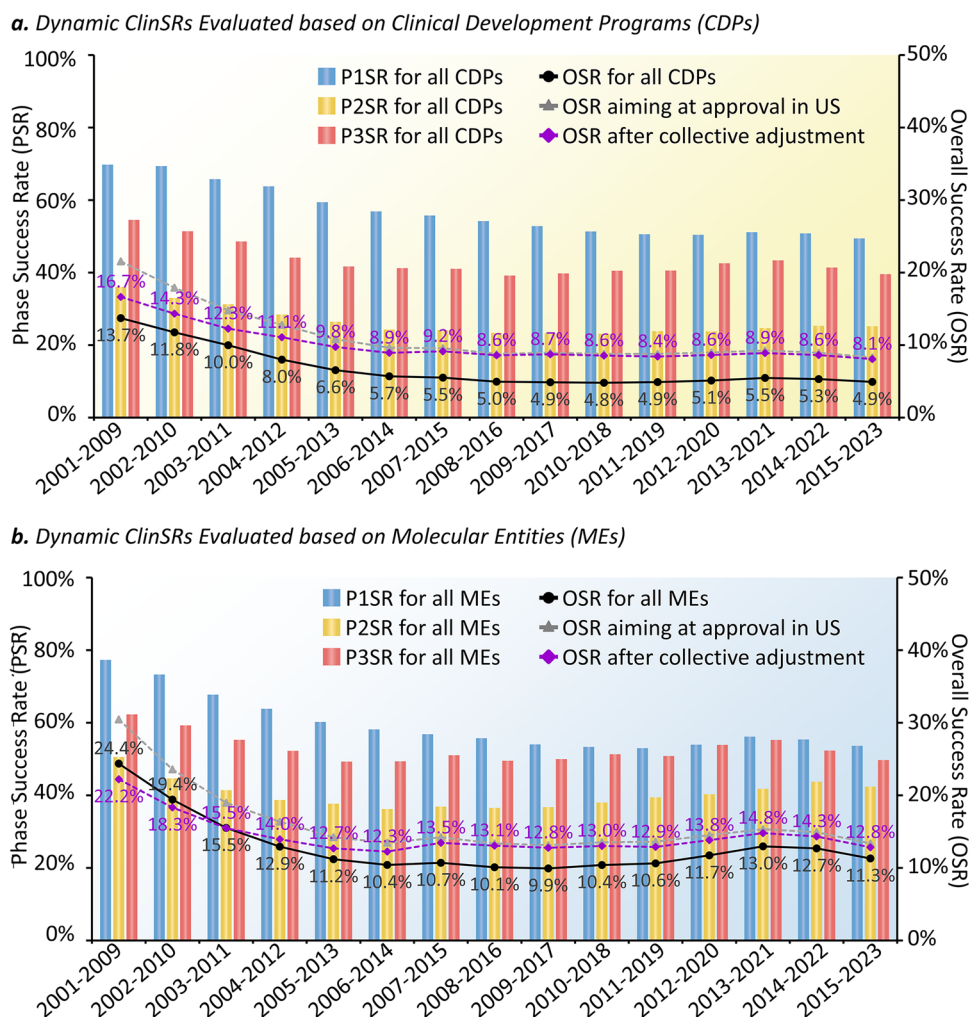 a. Dynamic ClinSRs Evaluated based on Clinical Development Programs (CDPs)
100%
80%
60%
40%
20%
0%
Phase Success Rate (PSR)
50%
40%
30%
20%
10%
0%
Overall Success Rate (OSR)
P1SR for all CDPs
P2SR for all CDPs
P3SR for all CDPs
OSR for all CDPs
OSR aiming at approval in US
OSR after collective adjustment
16.7% 14.3% 12.3% 11.1% 9.8% 8.9% 9.2% 8.6% 8.7% 8.6% 8.4% 8.6% 8.9% 8.6% 8.1%
13.7% 11.8% 10.0% 8.0% 6.6% 5.7% 5.5% 5.0% 4.9% 4.8% 4.9% 5.1% 5.5% 5.3% 4.9%
2001-2009 2002-2010 2003-2011 2004-2012 2005-2013 2006-2014 2007-2015 2008-2016 2009-2017 2010-2018 2011-2019 2012-2020 2013-2021 2014-2022 2015-2023
b. Dynamic ClinSRs Evaluated based on Molecular Entities (MEs)
100%
80%
60%
40%
20%
0%
Phase Success Rate (PSR)
50%
40%
30%
20%
10%
0%
Overall Success Rate (OSR)
P1SR for all MEs
P2SR for all MEs
P3SR for all MEs
OSR for all MEs
OSR aiming at approval in US
OSR after collective adjustment
24.4% 19.4% 15.5% 12.9% 11.2% 10.4% 10.7% 10.1% 9.9% 10.4% 10.6% 11.7% 13.0% 12.7% 11.3%
22.2% 18.3% 15.5% 14.0% 12.7% 12.3% 13.5% 13.1% 12.8% 13.0% 12.9% 13.8% 14.8% 14.3% 12.8%
2001-2009 2002-2010 2003-2011 2004-2012 2005-2013 2006-2014 2007-2015 2008-2016 2009-2017 2010-2018 2011-2019 2012-2020 2013-2021 2014-2022 2015-2023